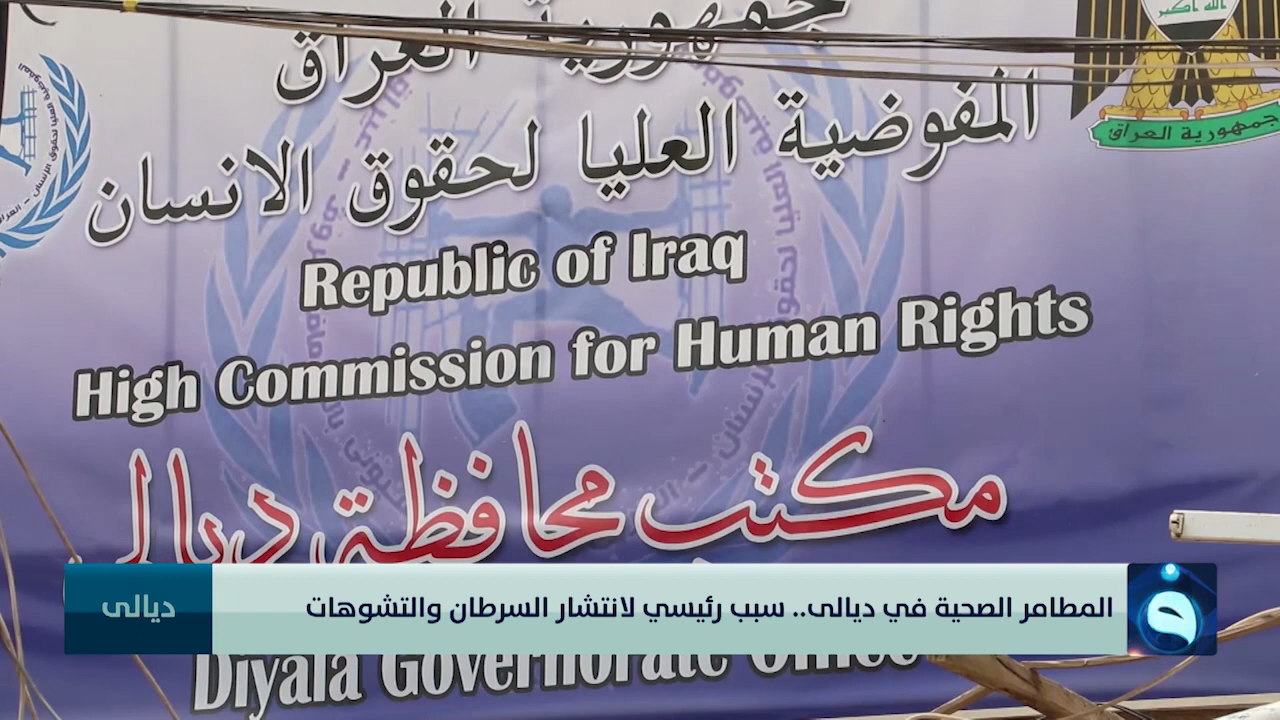 جمهورية العراق
المفوضية العليا لحقوق الانسان
Republic of Iraq
High Commission for Human Rights
مكتب محافظة ديالى
Diyala Governorate Office
الله اكبر
جمهورية العراق
المطامر الصحية في ديالى.. سبب رئيسي لانتشار السرطان والتشوهات
ديالى